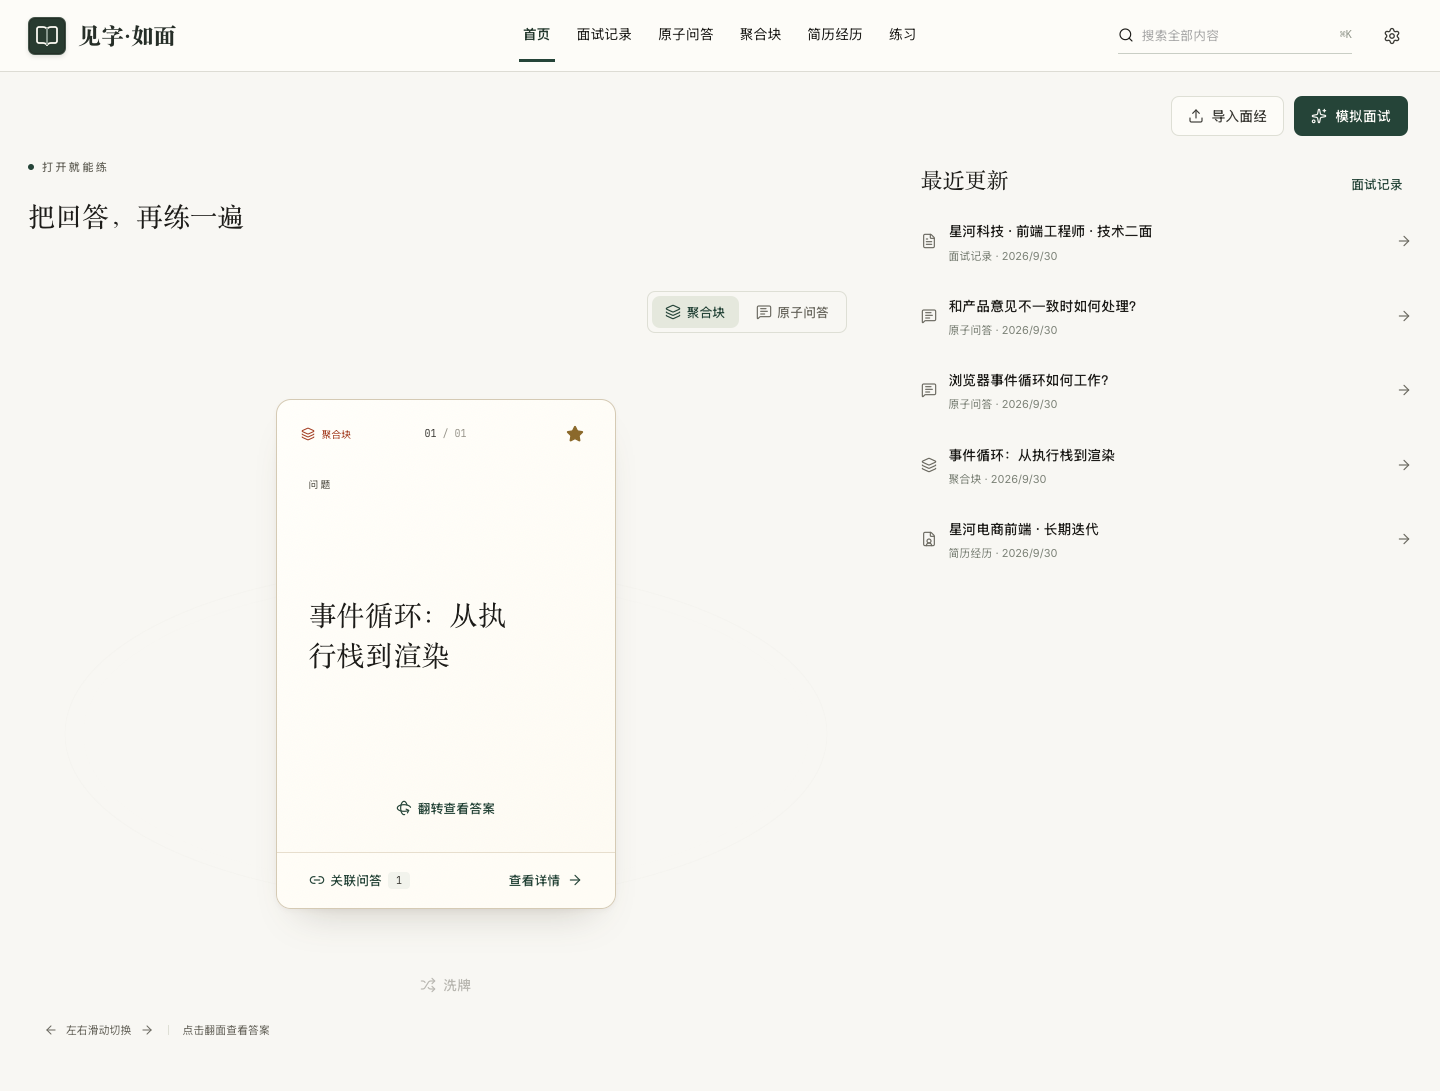 见字·如面
首页 面试记录 原子问答 聚合块 简历经历 练习
搜索全部内容 ⌘K
导入面经 模拟面试
打开就能练
把回答，再练一遍
聚合块 原子问答
聚合块 01 / 01
问题
事件循环：从执
行栈到渲染
翻转查看答案
关联问答 1 查看详情
洗牌
左右滑动切换 点击翻面查看答案
最近更新 面试记录
星河科技 · 前端工程师 · 技术二面
面试记录 · 2026/9/30
和产品意见不一致时如何处理?
原子问答 · 2026/9/30
浏览器事件循环如何工作?
原子问答 · 2026/9/30
事件循环：从执行栈到渲染
聚合块 · 2026/9/30
星河电商前端 · 长期迭代
简历经历 · 2026/9/30